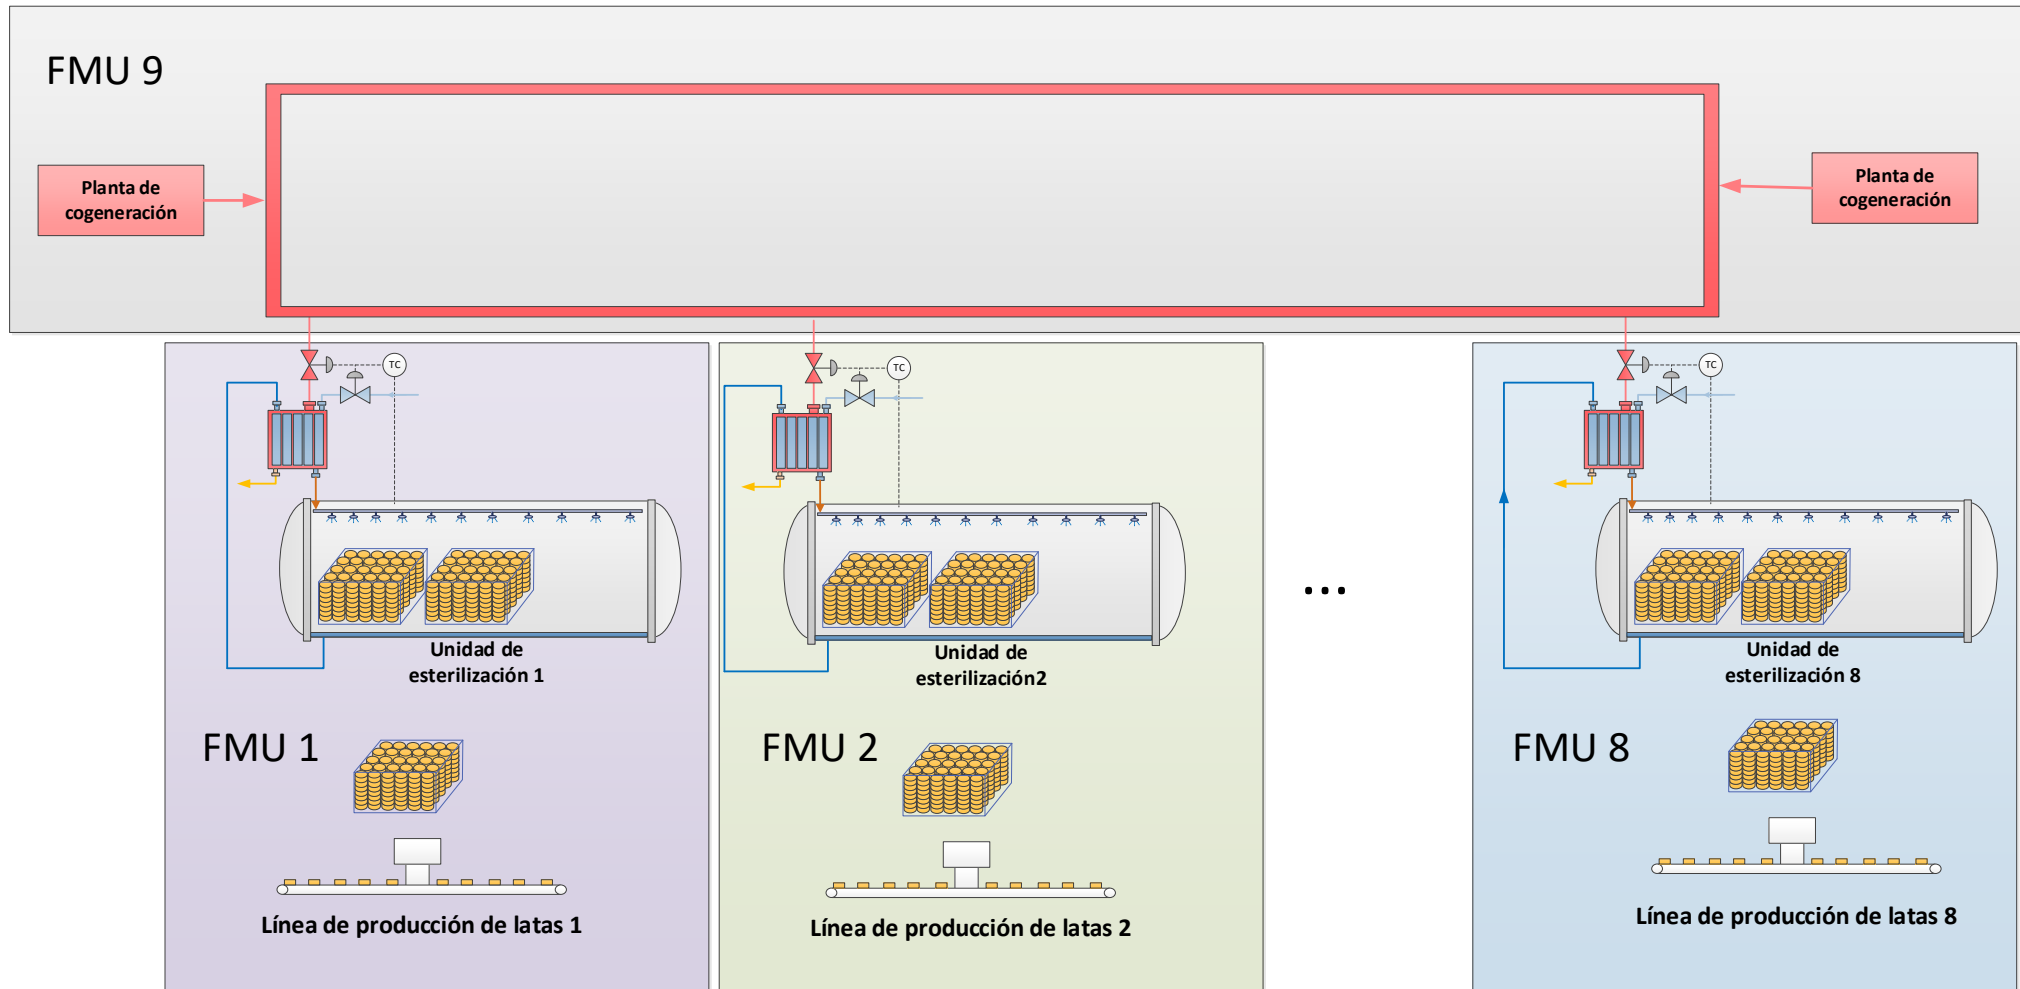 FMU 9
Planta de
cogeneración
Planta de
cogeneración
TC
TC
TC
Unidad de
esterilización 1
Unidad de
esterilización2
...
Unidad de
esterilización 8
FMU 1
FMU 2
FMU 8
Línea de producción de latas 1
Línea de producción de latas 2
Línea de producción de latas 8